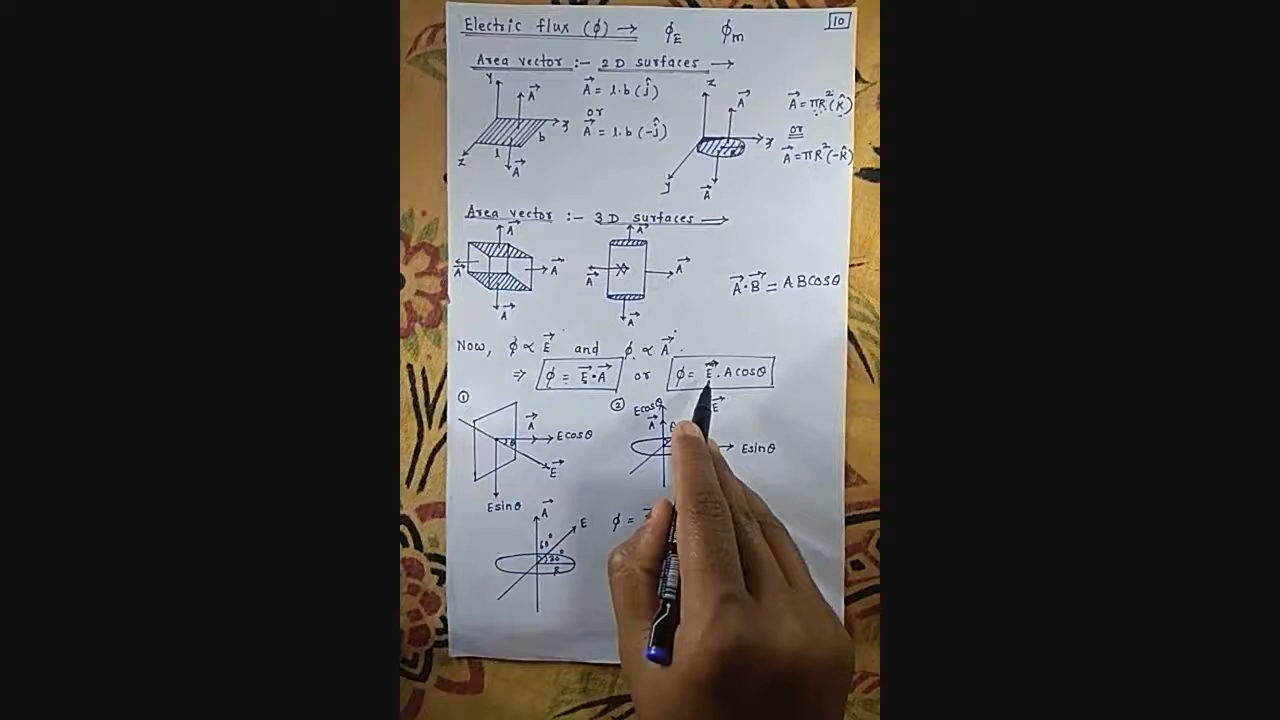 Electric flux (ϕ) → ϕE ϕm
10
Area vector :- 2D surfaces →
Y A⃗ x b l z A⃗
A⃗ = l.b(ĵ)
or
A⃗ = l.b(-ĵ)
z A⃗ x R y A⃗
A⃗ = πR²(k̂)
or
A⃗ = πR²(-k̂)
Area vector :- 3D surfaces →
A⃗ A⃗ A⃗ A⃗
A⃗ A⃗ A⃗ A⃗
A⃗·B⃗ = ABcosθ
Now, ϕ ∝ E⃗ and ϕ ∝ A⃗.
⇒ ϕ = E⃗·A⃗ or ϕ = E⃗.Acosθ
① A⃗ θ Ecosθ E⃗ Esinθ
② Ecosθ A⃗ θ E⃗ Esinθ
A⃗ E 60° 30° R
ϕ =